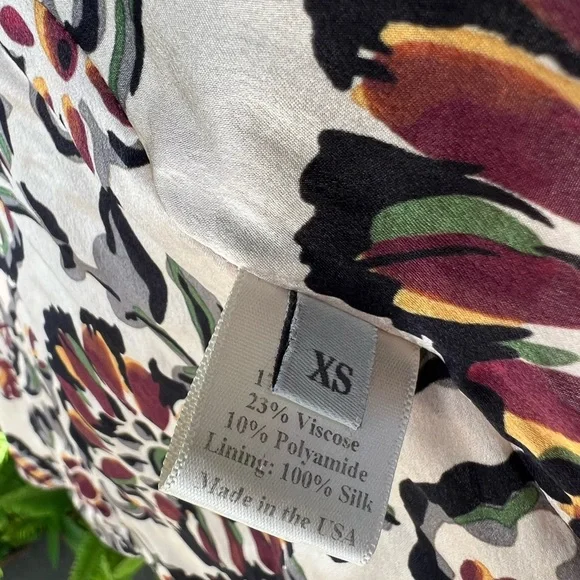 XS
23% Viscose
10% Polyamide
Lining: 100% Silk
Made in the USA